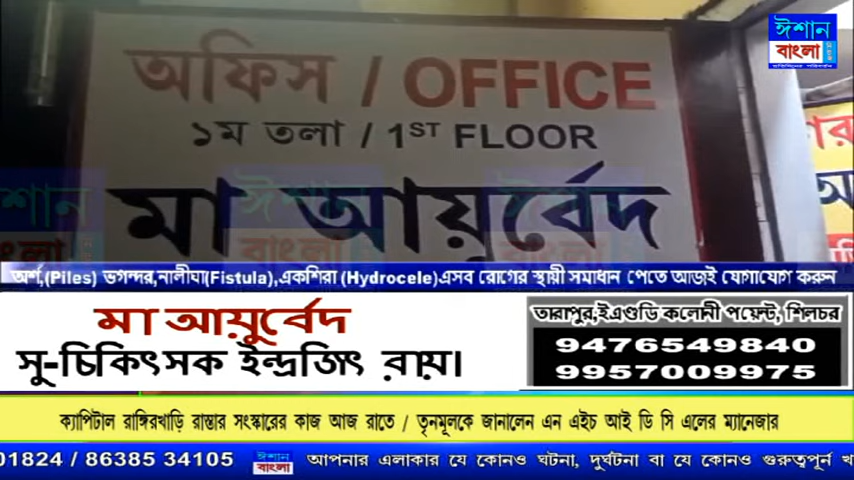 ঈশান
বাংলা
অফিস / OFFICE
১ম তলা / 1ST FLOOR
মা আয়ুর্বেদ
অর্শ,(Piles) ভগন্দর,নালীঘা(Fistula),একশিরা (Hydrocele)এসব রোগের স্থায়ী সমাধান পেতে আজই যোগাযোগ করুন
মা আয়ুর্বেদ
সু-চিকিৎসক ইন্দ্রজিৎ রায়।
তারাপুর,ইএণ্ডডি কলোনী পয়েন্ট, শিলচর
9476549840
9957009975
ক্যাপিটাল রাঙ্গিরখাড়ি রাস্তার সংস্কারের কাজ আজ রাতে / তৃনমূলকে জানালেন এন এইচ আই ডি সি এলের ম্যানেজার
01824 / 86385 34105 ঈশান বাংলা আপনার এলাকার যে কোনও ঘটনা, দুর্ঘটনা বা যে কোনও গুরুত্বপূর্ন খ